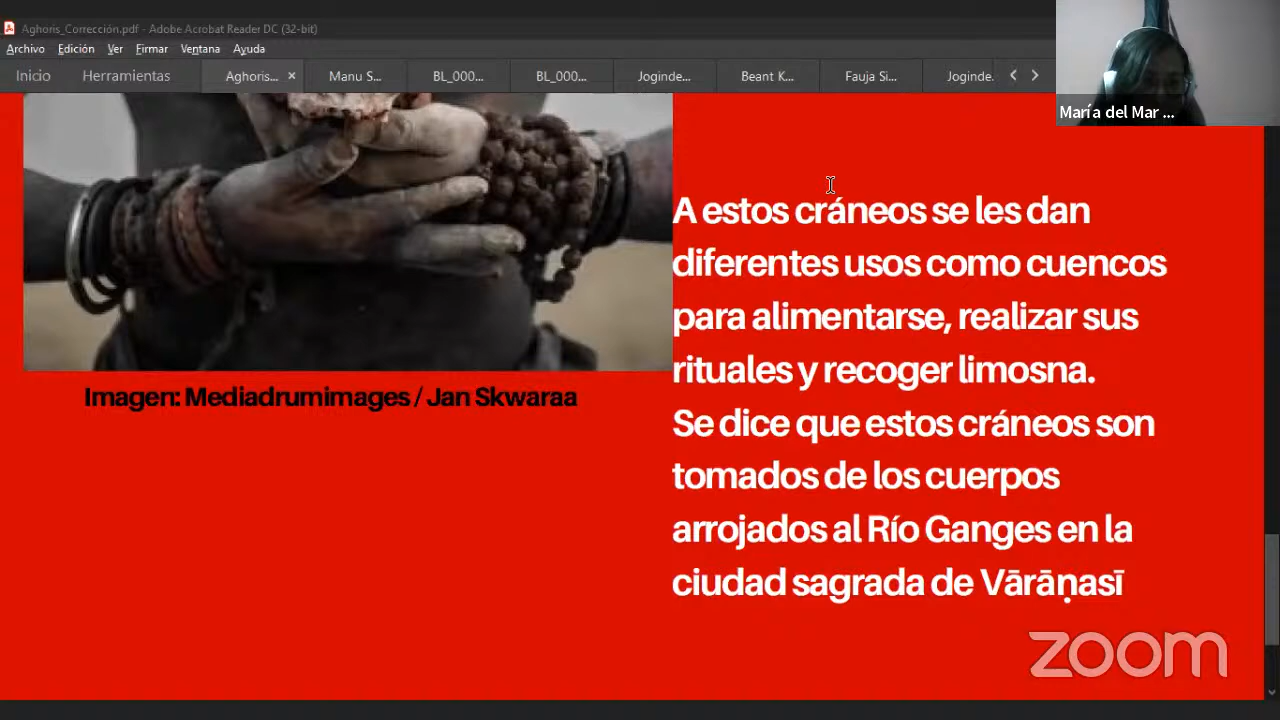 Aghoris_Corrección.pdf - Adobe Acrobat Reader DC (32-bit)
Archivo Edición Ver Firmar Ventana Ayuda
Inicio Herramientas Aghoris... × Manu S... BL_000... BL_000... Joginde... Beant K... Fauja Si... Joginde.
María del Mar ...
A estos cráneos se les dan
diferentes usos como cuencos
para alimentarse, realizar sus
rituales y recoger limosna.
Se dice que estos cráneos son
tomados de los cuerpos
arrojados al Río Ganges en la
ciudad sagrada de Vārāṇasī
Imagen: Mediadrumimages / Jan Skwaraa
zoom